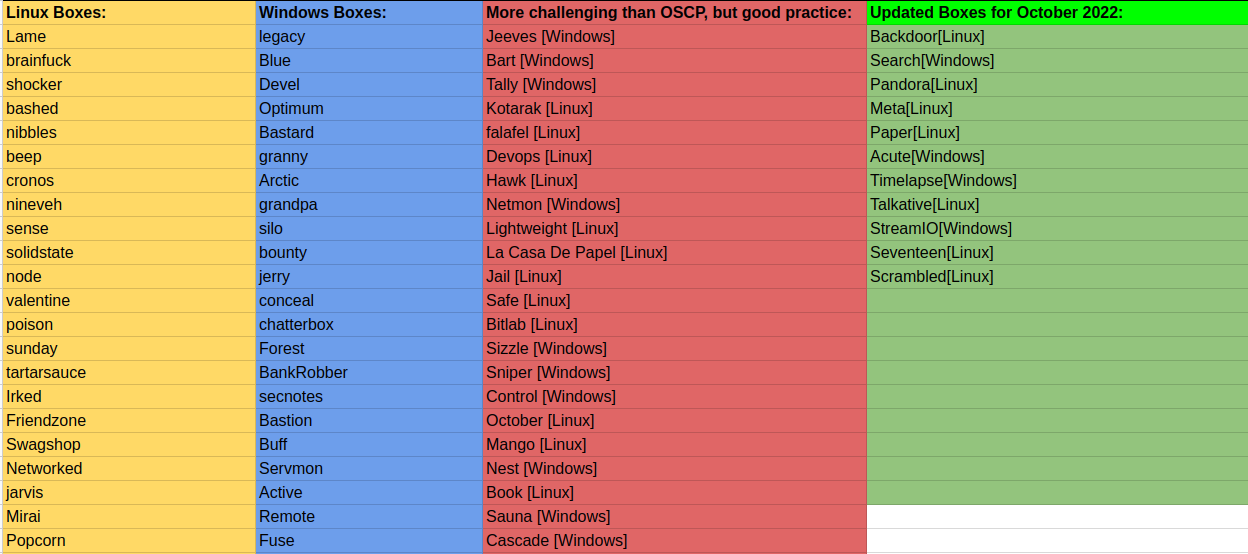 Linux Boxes: Windows Boxes: More challenging than OSCP, but good practice: Updated Boxes for October 2022:
Lame legacy Jeeves [Windows] Backdoor[Linux]
brainfuck Blue Bart [Windows] Search[Windows]
shocker Devel Tally [Windows] Pandora[Linux]
bashed Optimum Kotarak [Linux] Meta[Linux]
nibbles Bastard falafel [Linux] Paper[Linux]
beep granny Devops [Linux] Acute[Windows]
cronos Arctic Hawk [Linux] Timelapse[Windows]
nineveh grandpa Netmon [Windows] Talkative[Linux]
sense silo Lightweight [Linux] StreamIO[Windows]
solidstate bounty La Casa De Papel [Linux] Seventeen[Linux]
node jerry Jail [Linux] Scrambled[Linux]
valentine conceal Safe [Linux]
poison chatterbox Bitlab [Linux]
sunday Forest Sizzle [Windows]
tartarsauce BankRobber Sniper [Windows]
Irked secnotes Control [Windows]
Friendzone Bastion October [Linux]
Swagshop Buff Mango [Linux]
Networked Servmon Nest [Windows]
jarvis Active Book [Linux]
Mirai Remote Sauna [Windows]
Popcorn Fuse Cascade [Windows]